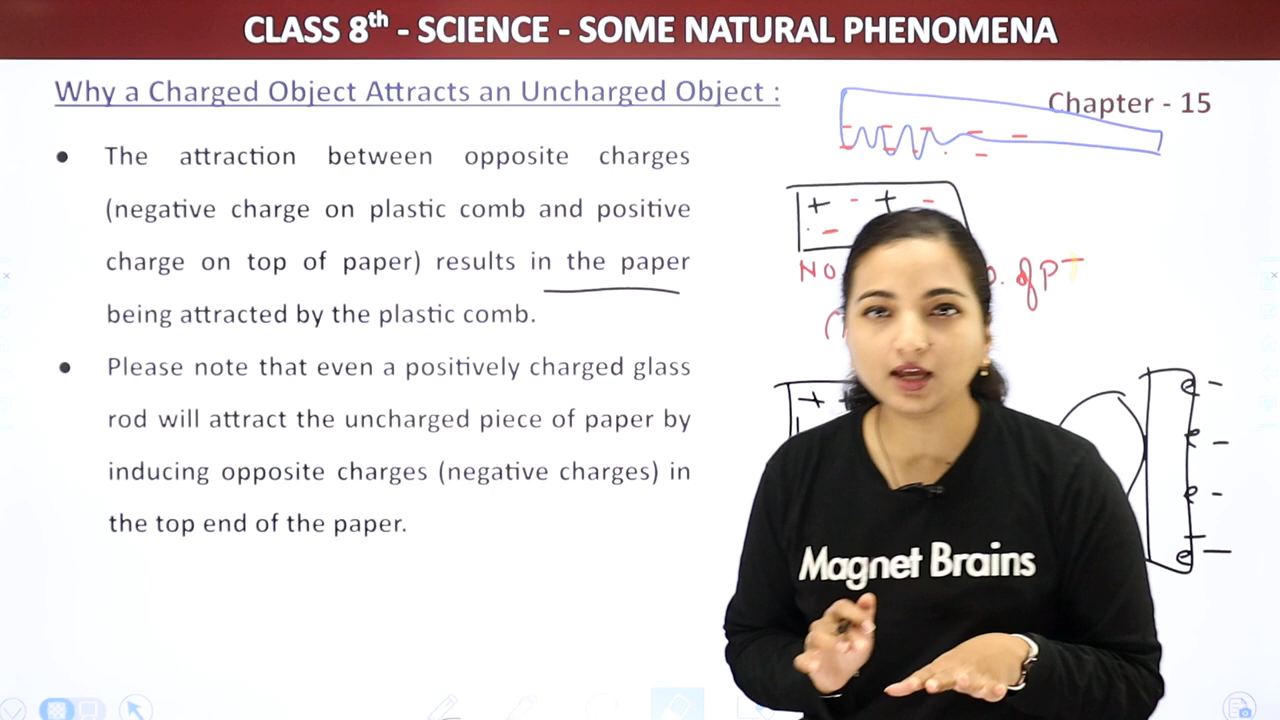 CLASS 8th - SCIENCE - SOME NATURAL PHENOMENA
Why a Charged Object Attracts an Uncharged Object :
Chapter - 15
● The attraction between opposite charges
(negative charge on plastic comb and positive
charge on top of paper) results in the paper
being attracted by the plastic comb.
● Please note that even a positively charged glass
rod will attract the uncharged piece of paper by
inducing opposite charges (negative charges) in
the top end of the paper.
+ - + -
-
NO
of p+
+
e -
e -
e -
e -
Magnet Brains